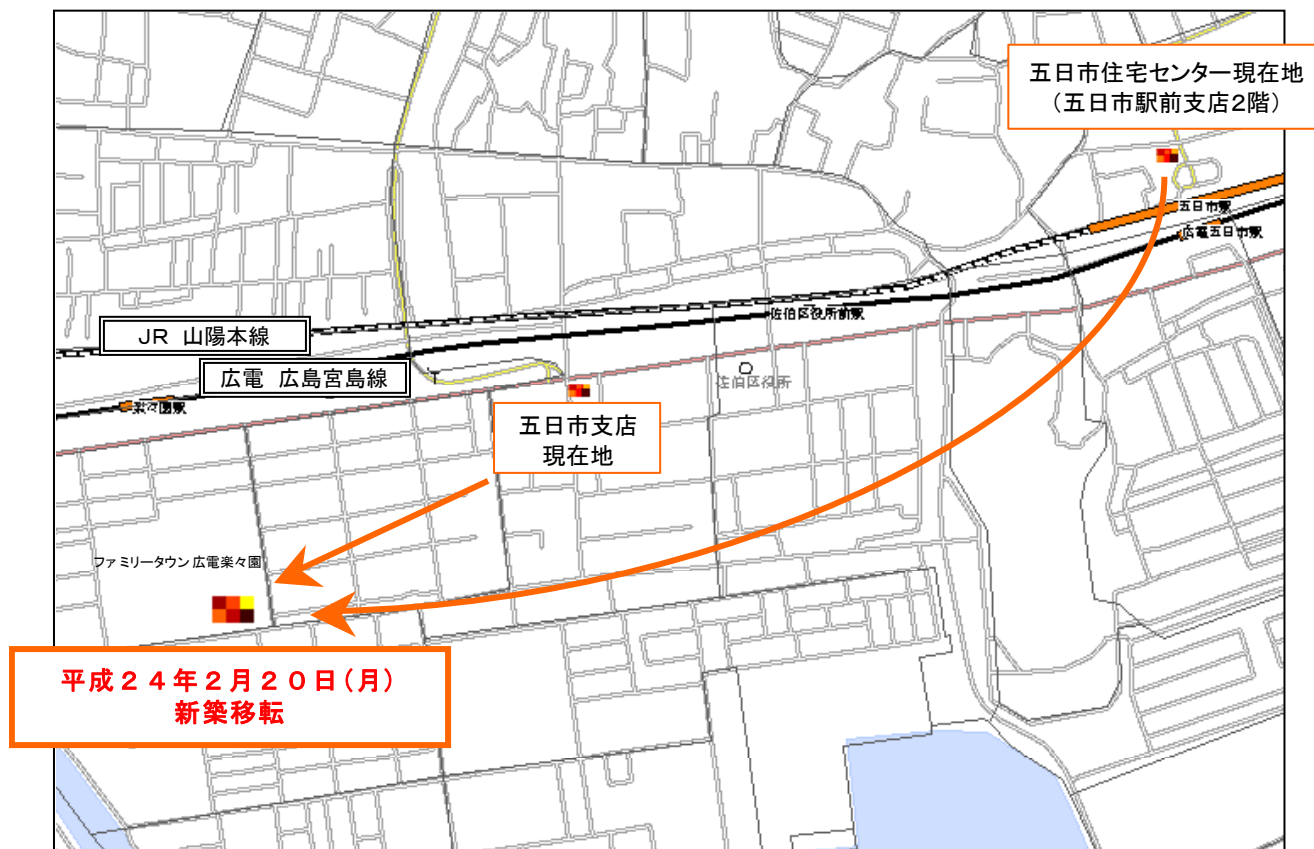 五日市住宅センター現在地
（五日市駅前支店２階）
五日市駅
広電五日市駅
佐伯区役所前駅
JR 山陽本線
広電 広島宮島線
佐伯区役所
楽々園駅
五日市支店
現在地
ファミリータウン広電楽々園
平成２４年２月２０日（月）
新築移転